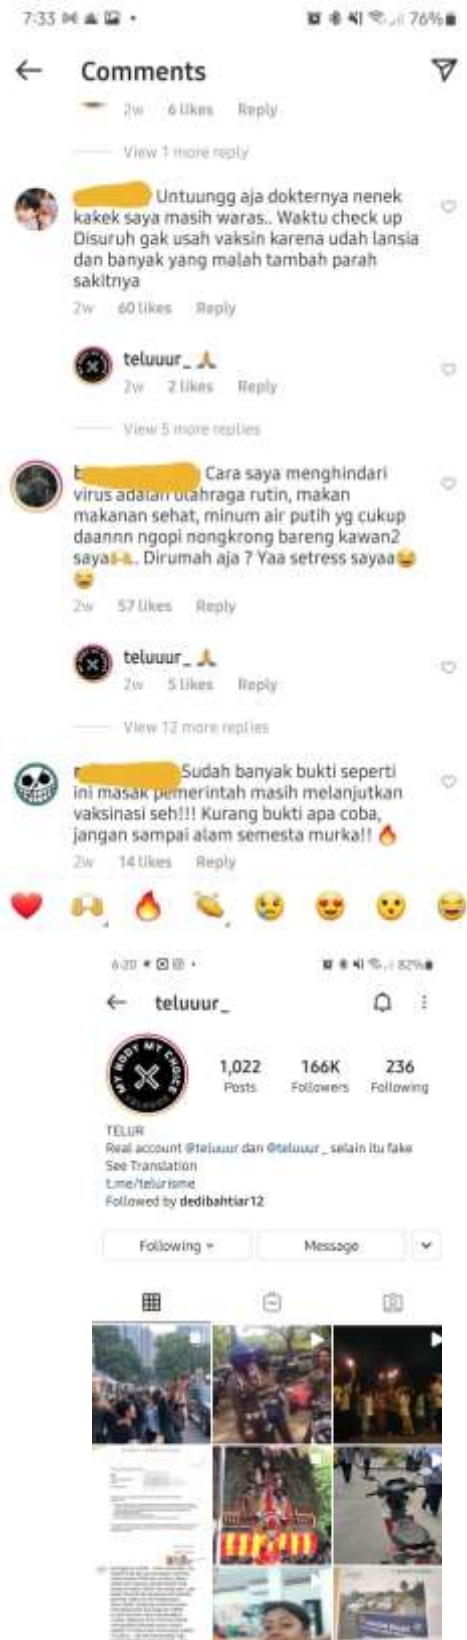 7:33
76%
Comments
2w 6 likes Reply
View 1 more reply
Untuungg aja dokternya nenek
kakek saya masih waras.. Waktu check up
Disuruh gak usah vaksin karena udah lansia
dan banyak yang malah tambah parah
sakitnya
2w 60 likes Reply
teluuur_ 🙏
2w 2 likes Reply
View 5 more replies
Cara saya menghindari
virus adalah olahraga rutin, makan
makanan sehat, minum air putih yg cukup
daannn ngopi nongkrong bareng kawan2
saya🙌.. Dirumah aja ? Yaa setress sayaa😂
😂
2w 57 likes Reply
teluuur_ 🙏
2w 5 likes Reply
View 12 more replies
Sudah banyak bukti seperti
ini masak pemerintah masih melanjutkan
vaksinasi seh!!! Kurang bukti apa coba,
jangan sampai alam semesta murka!! 🔥
2w 14 likes Reply
❤️ 🙌 🔥 👏 😢 😍 😮 😂
6:20
82%
teluuur_
MY BODY MY CHOICE
1,022 166K 236
Posts Followers Following
TELUR
Real account @teluuur dan @teluuur_ selain itu fake
See Translation
t.me/telurisme
Followed by dedibahtiar12
Following Message